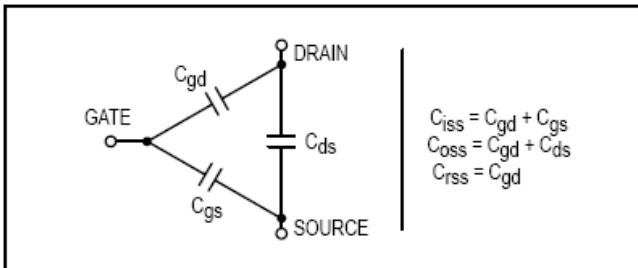 DRAIN
Cgd
GATE
Cds
Cgs
SOURCE
Ciss = Cgd + Cgs
Coss = Cgd + Cds
Crss = Cgd